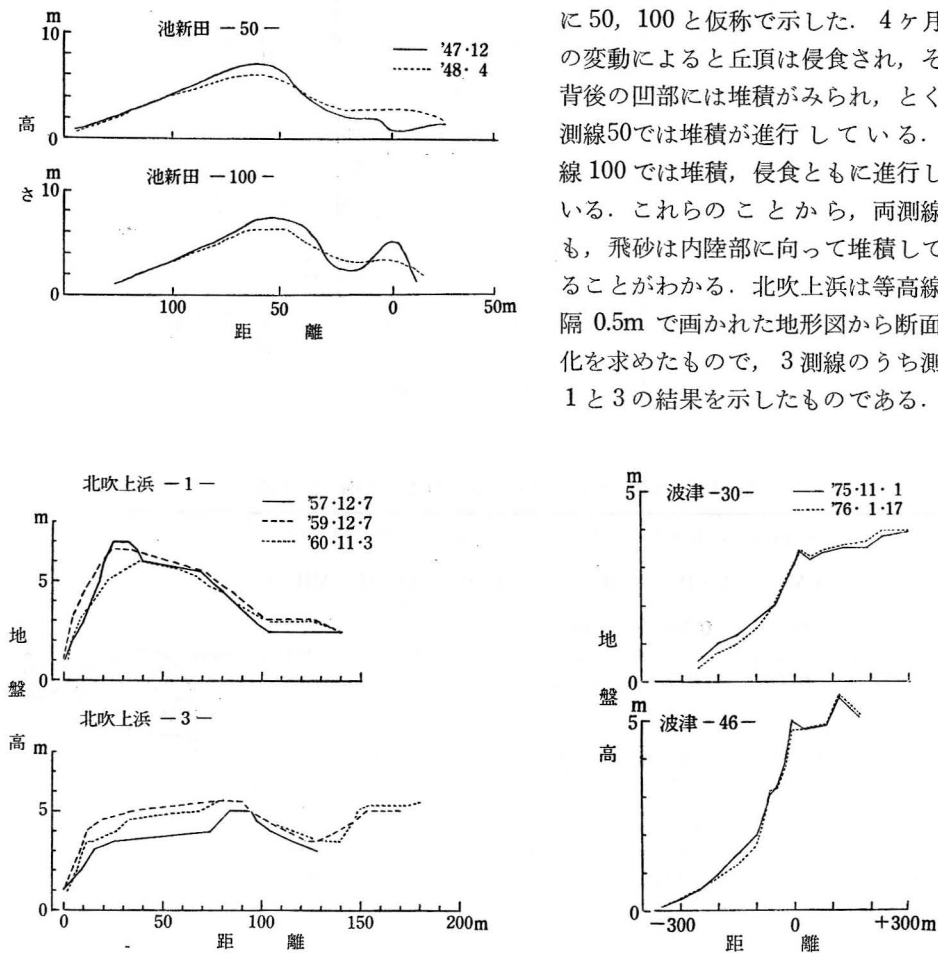 m
10
池新田 －50－
'47･12
'48･ 4
高
0
100
50
0
50m
池新田 －100－
10
さ
0
100
50
0
50m
距 離
に 50，100 と仮称で示した． 4ヶ月
の変動によると丘頂は侵食され，そ
背後の凹部には堆積がみられ，とく
測線50では堆積が進行 し て い る．
線 100 では堆積，侵食ともに進行し
いる．これらの こ と か ら，両測線
も，飛砂は内陸部に向って堆積して
ることがわかる．北吹上浜は等高線
隔 0.5m で画かれた地形図から断面
化を求めたもので， 3 測線のうち測
1 と 3 の結果を示したものである．
北吹上浜 －1－
'57･12･7
'59･12･7
'60･11･3
m
5
0
地
盤
高
北吹上浜 －3－
m
5
0
0
50
100
150
200m
距 離
m
5
波津 -30-
'75･11･ 1
'76･ 1･17
0
地
盤
高
m
5
波津 -46-
0
-300
0
+300m
距 離